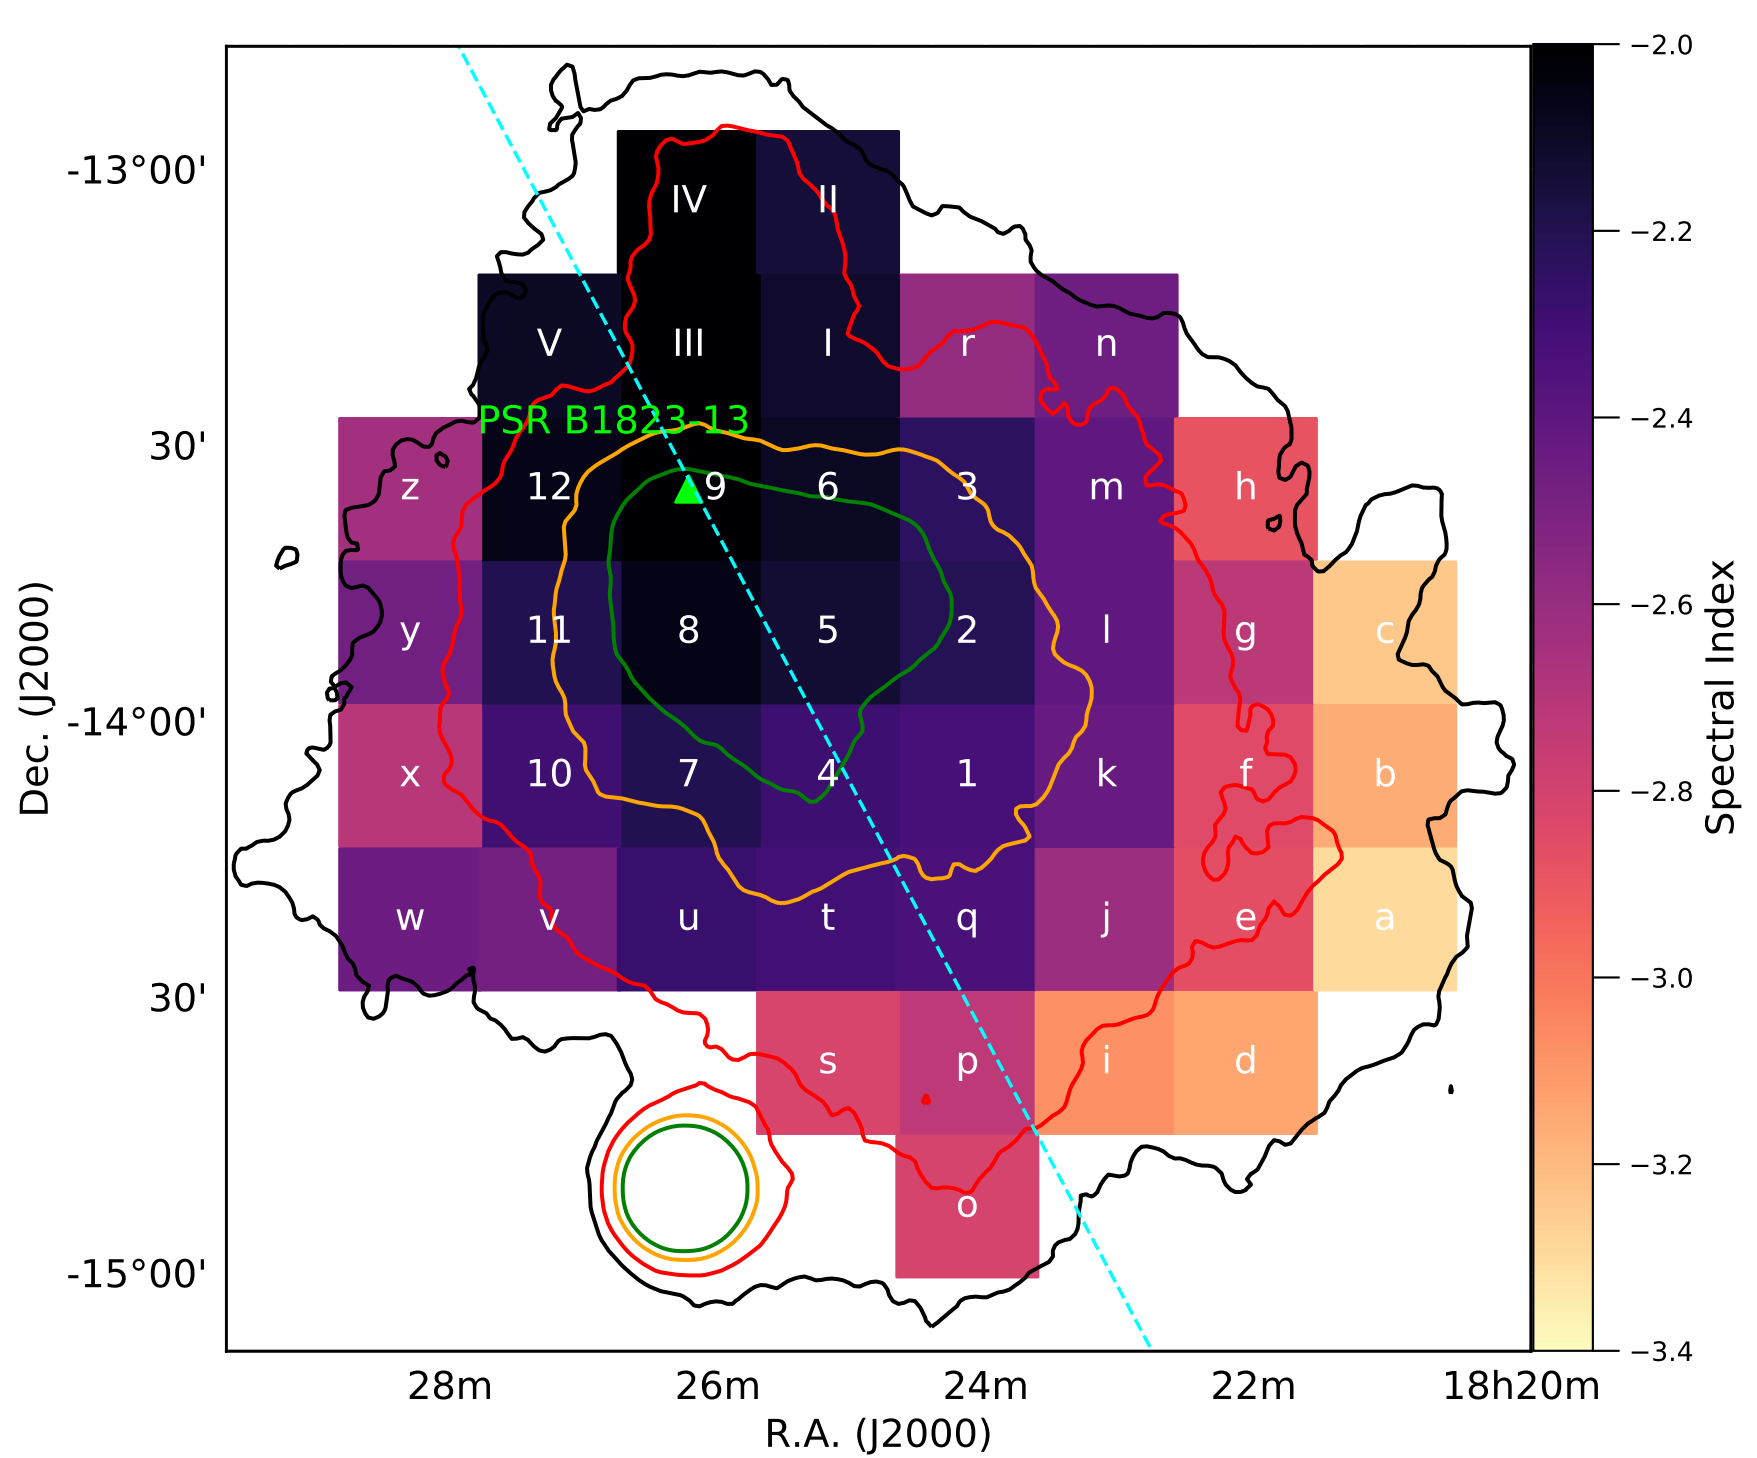 −2.0
-13°00'
IV II
−2.2
V III I r n
−2.4
PSR B1823-13
30'
z 12 9 6 3 m h
−2.6
y 11 8 5 2 l g c
Dec. (J2000)
Spectral Index
-14°00'
x 10 7 4 1 k f b
−2.8
w v u t q j e a
30'
−3.0
s p i d
−3.2
o
-15°00'
−3.4
28m 26m 24m 22m 18h20m
R.A. (J2000)